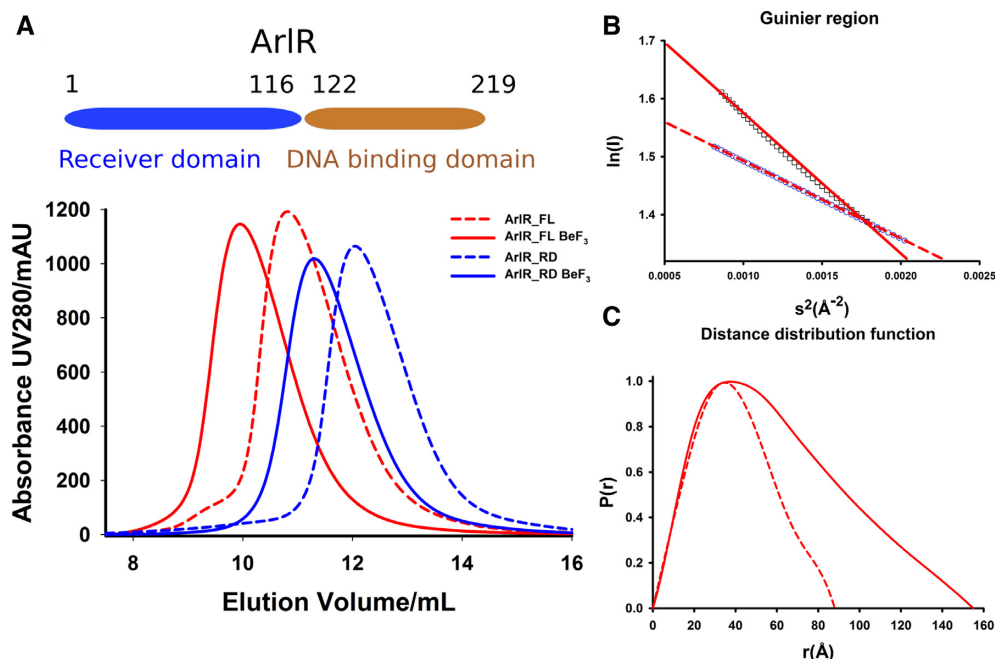 A
ArlR
1 116 122 219
Receiver domain DNA binding domain
1200
1000
800
600
400
200
0
8 10 12 14 16
Absorbance UV280/mAU
Elution Volume/mL
ArlR_FL
ArlR_FL BeF3
ArlR_RD
ArlR_RD BeF3
B
Guinier region
1.7
1.6
1.5
1.4
ln(I)
0.0005 0.0010 0.0015 0.0020 0.0025
s²(Å⁻²)
C
Distance distribution function
1.0
0.8
0.6
0.4
0.2
0.0
P(r)
0 20 40 60 80 100 120 140 160
r(Å)